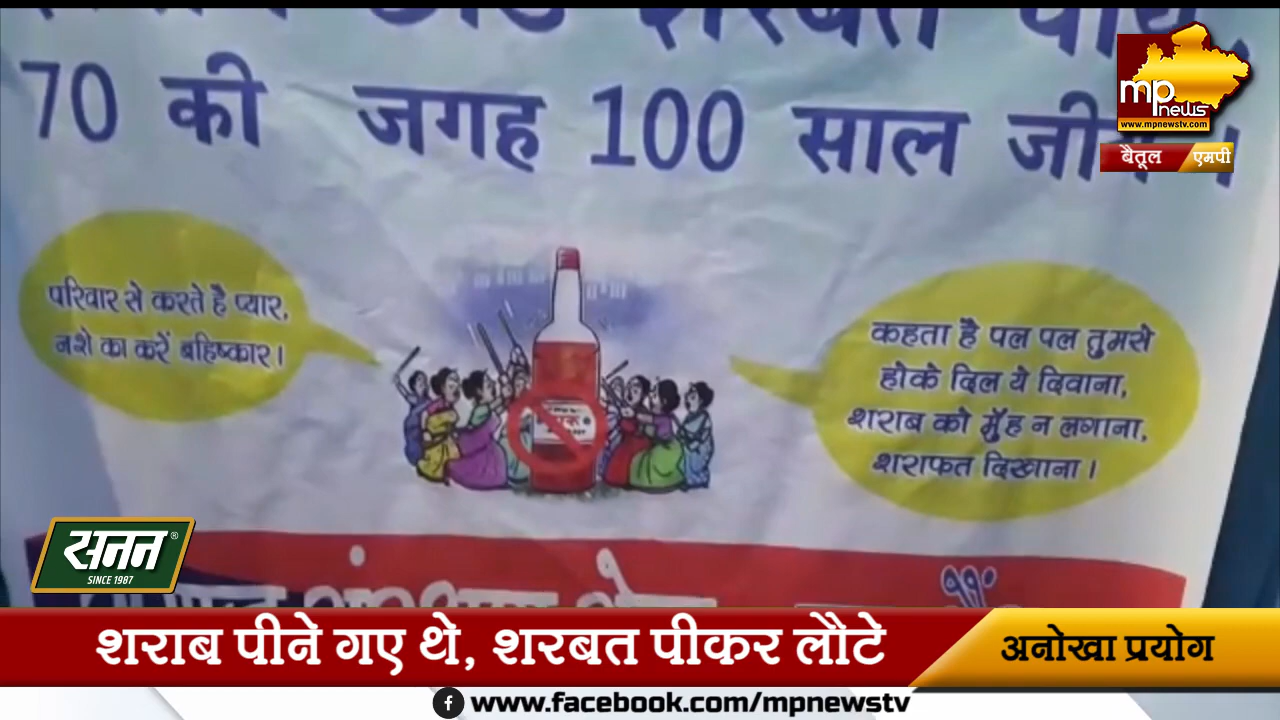 शरबत
70 की जगह 100 साल
mp
news
www.mpnewstv.com
बैतूल एमपी
परिवार से करते है प्यार,
नशे का करें बहिष्कार।
कहता है पल पल तुमसे
होके दिल ये दिवाना,
शराब को मुँह न लगाना,
शराफत दिखाना।
सनन®
SINCE 1987
शराब पीने गए थे, शरबत पीकर लौटे
अनोखा प्रयोग
www.facebook.com/mpnewstv